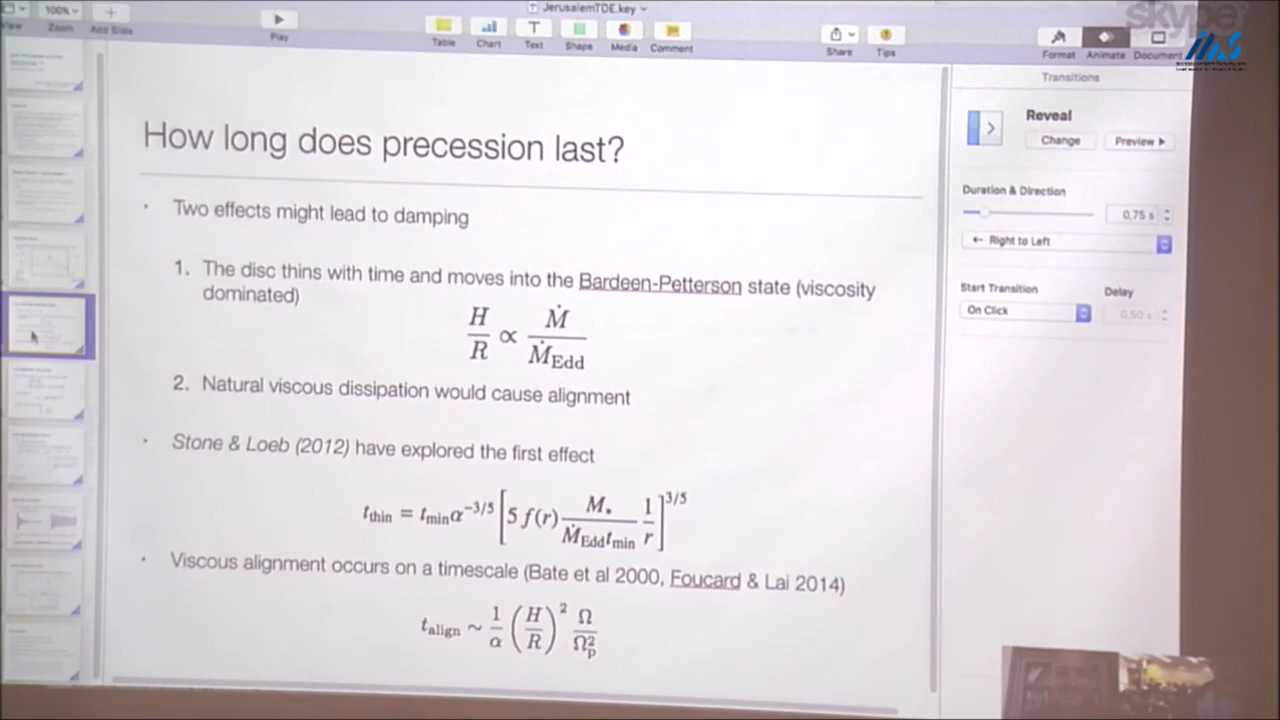 JerusalemTDE.key
skype
View
100%
Zoom
Add Slide
Play
Table
Chart
Text
Shape
Media
Comment
Share
Tips
Format
Animate
Document
Transitions
Reveal
Change
Preview
Duration & Direction
0,75 s
← Right to Left
Start Transition
Delay
On Click
0,50 s
How long does precession last?
· Two effects might lead to damping
1. The disc thins with time and moves into the Bardeen-Petterson state (viscosity
dominated)
H/R ∝ Ṁ/Ṁ_Edd
2. Natural viscous dissipation would cause alignment
· Stone & Loeb (2012) have explored the first effect
t_thin = t_min α^{-3/5} [5 f(r) M_*/(Ṁ_Edd t_min) 1/r]^{3/5}
· Viscous alignment occurs on a timescale (Bate et al 2000, Foucard & Lai 2014)
t_align ~ 1/α (H/R)^2 Ω/Ω_p^2